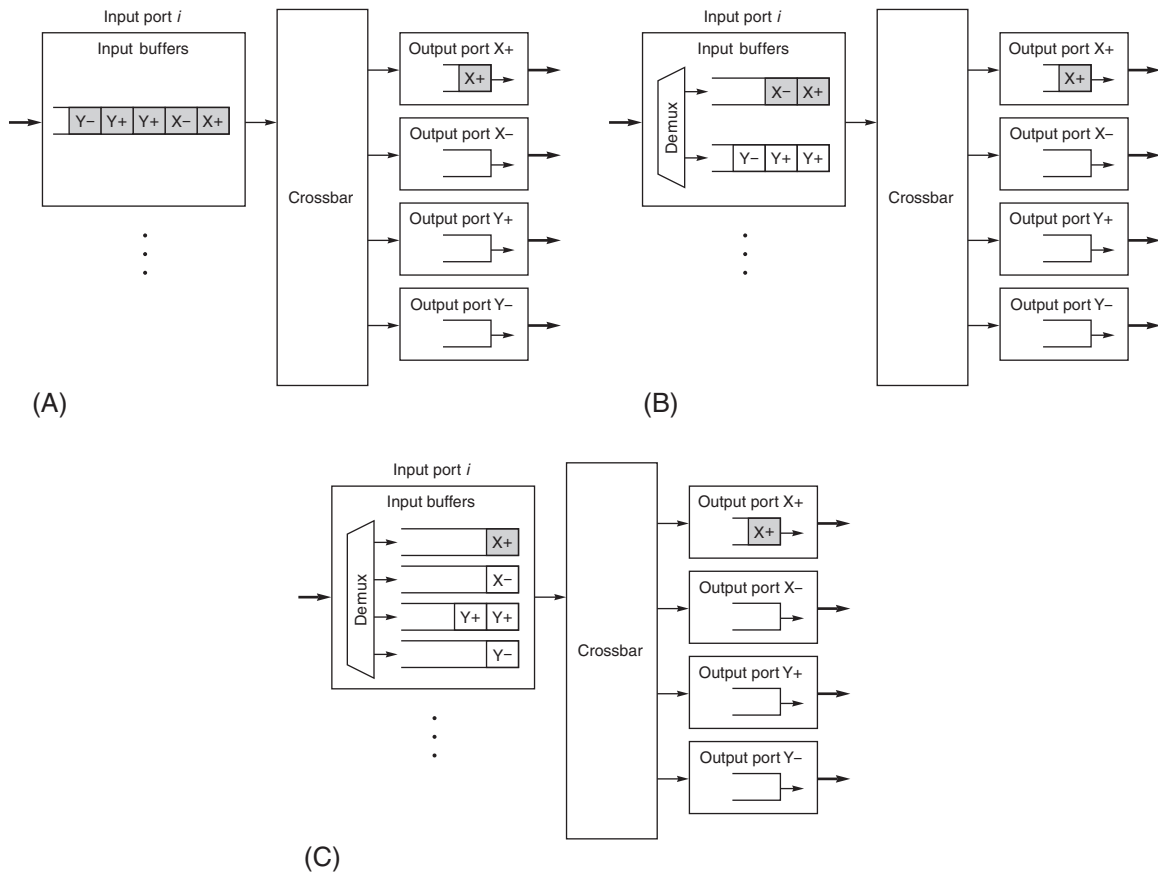 Input port i
Input buffers
Y− Y+ Y+ X− X+
Crossbar
Output port X+
X+
Output port X−
Output port Y+
Output port Y−
(A)
Input port i
Input buffers
Demux
X− X+
Y− Y+ Y+
Crossbar
Output port X+
X+
Output port X−
Output port Y+
Output port Y−
(B)
Input port i
Input buffers
Demux
X+
X−
Y+ Y+
Y−
Crossbar
Output port X+
X+
Output port X−
Output port Y+
Output port Y−
(C)